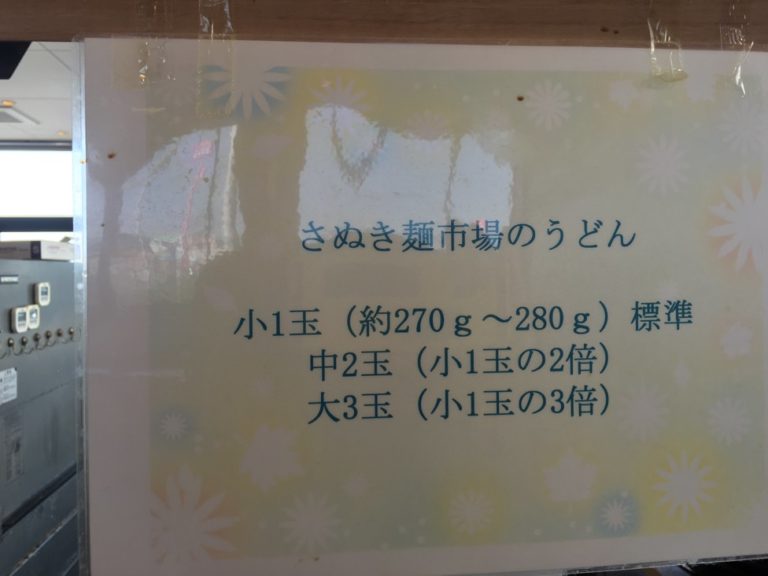 さぬき麺市場のうどん
小1玉（約270ｇ～280ｇ）標準
中2玉（小1玉の2倍）
大3玉（小1玉の3倍）